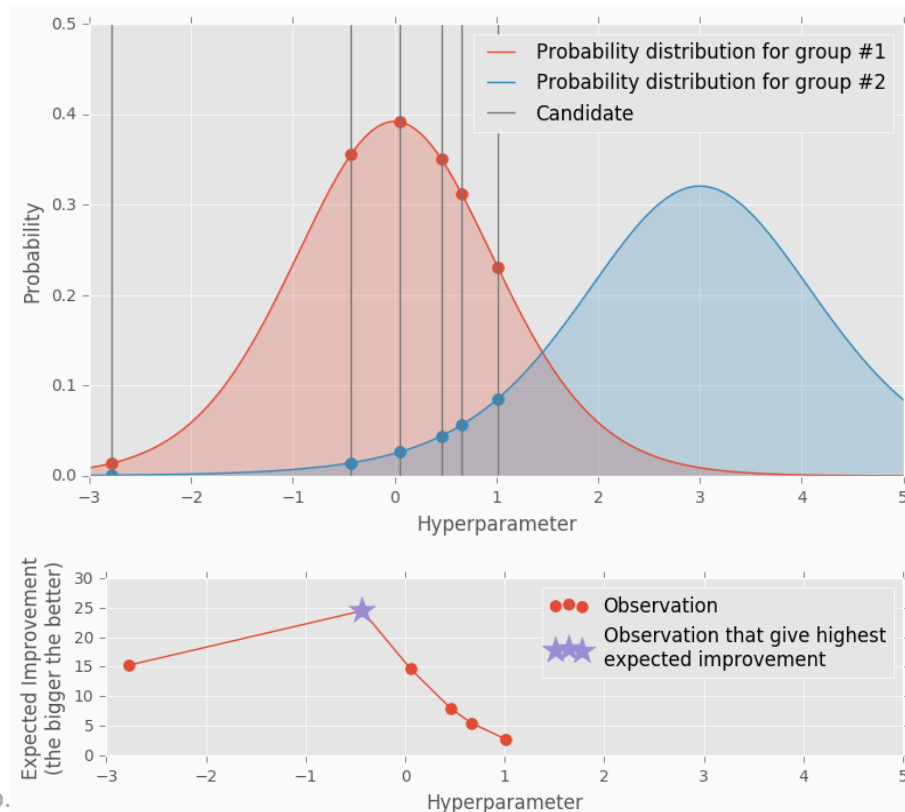 0.5
0.4
0.3
0.2
0.1
0.0
Probability
Probability distribution for group #1
Probability distribution for group #2
Candidate
−3 −2 −1 0 1 2 3 4 5
Hyperparameter
Expected Improvement
(the bigger the better)
30
25
20
15
10
5
0
Observation
Observation that give highest
expected improvement
−3 −2 −1 0 1 2 3 4 5
Hyperparameter